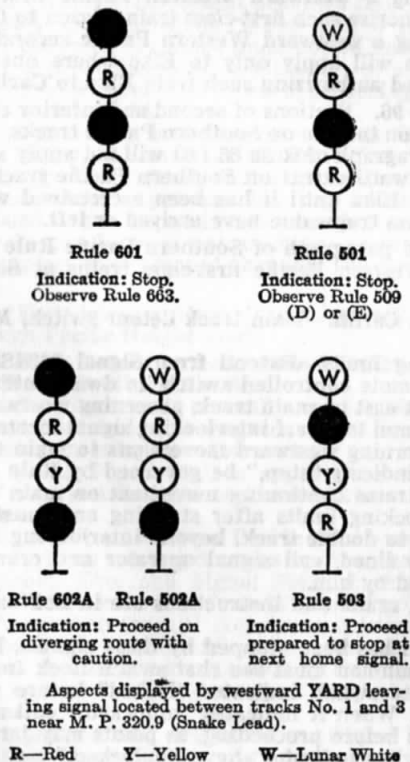 W
R R
R R
Rule 601 Rule 501
Indication: Stop. Indication: Stop.
Observe Rule 663. Observe Rule 509
(D) or (E)
W W
R R
Y Y Y
R
Rule 602A Rule 502A Rule 503
Indication: Proceed on Indication: Proceed
diverging route with prepared to stop at
caution. next home signal.
Aspects displayed by westward YARD leav-
ing signal located between tracks No. 1 and 3
near M. P. 320.9 (Snake Lead).
R—Red Y—Yellow W—Lunar White